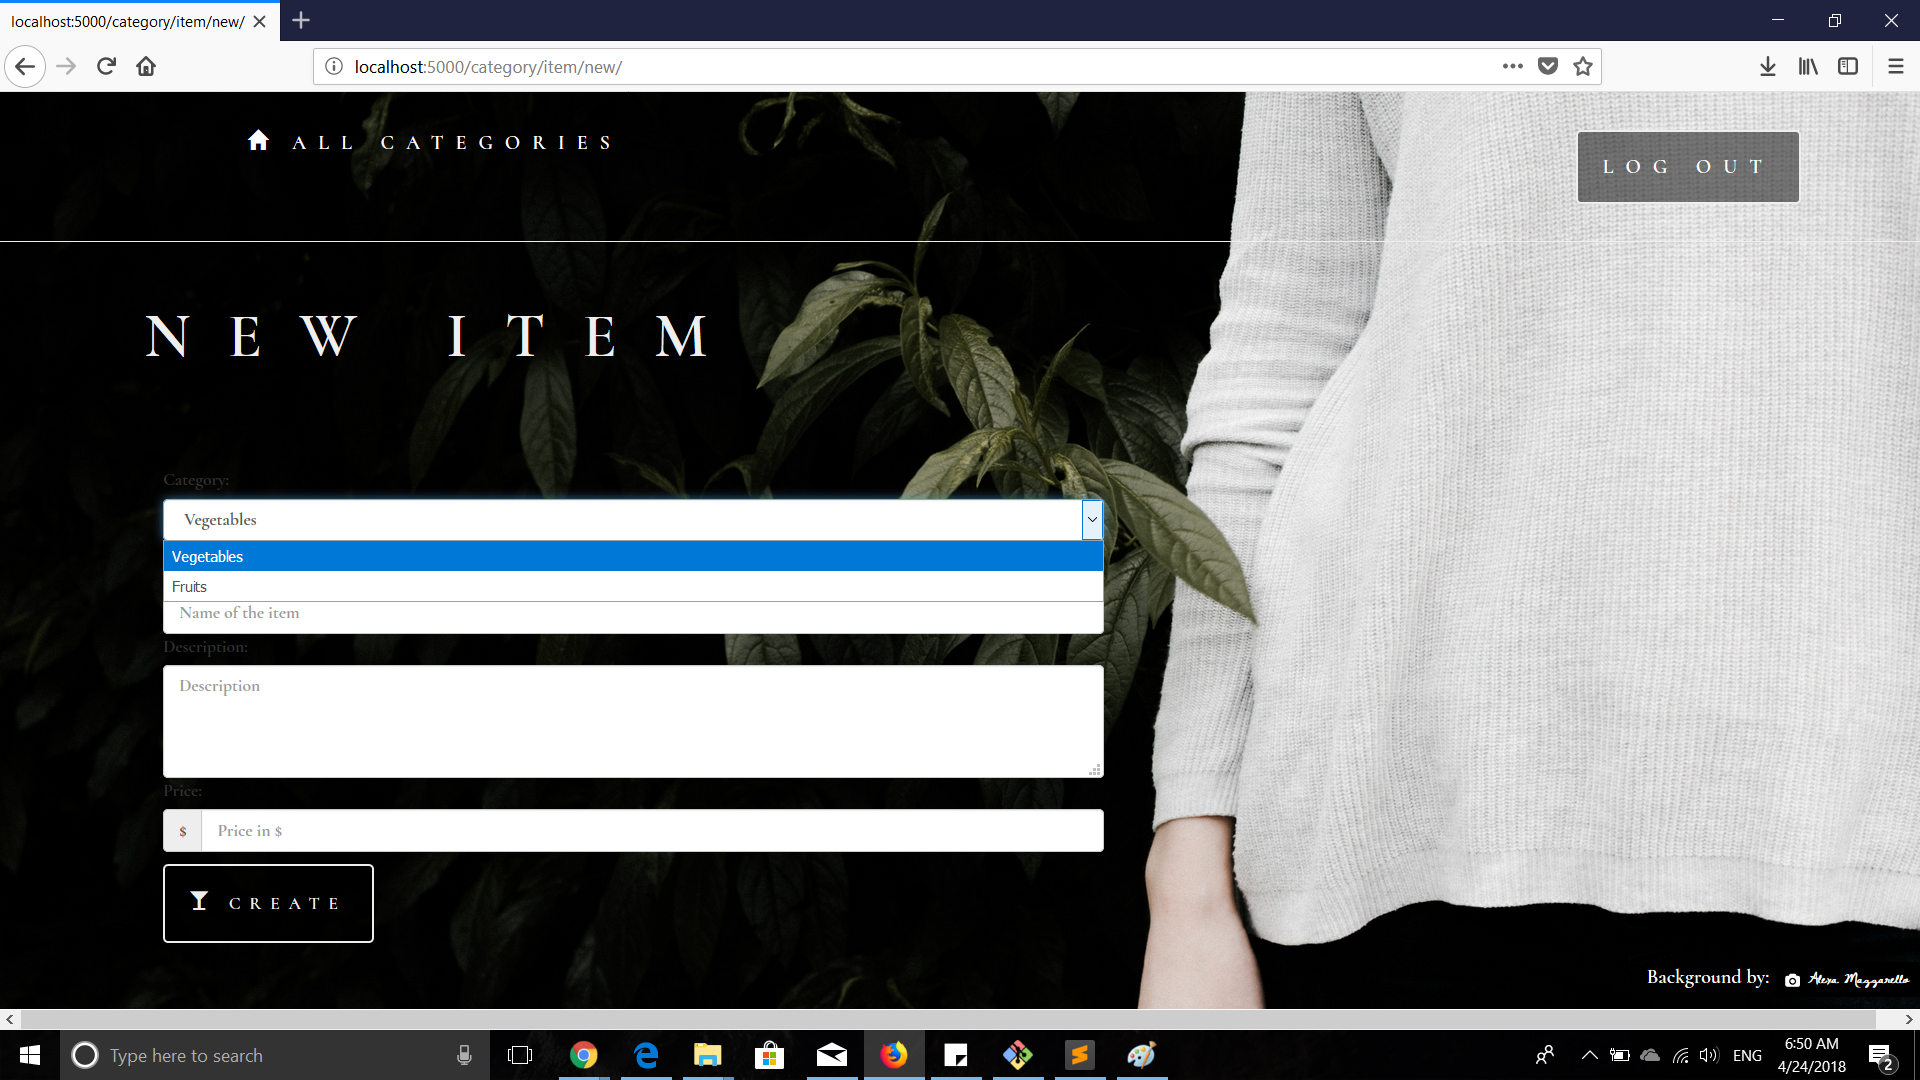 localhost:5000/category/item/new/
localhost:5000/category/item/new/
ALL CATEGORIES
LOG OUT
NEW ITEM
Category:
Vegetables
Vegetables
Fruits
Name of the item
Description:
Description
Price:
$ Price in $
CREATE
Background by: Alexa Mazzarello
Type here to search
ENG
6:50 AM
4/24/2018
2